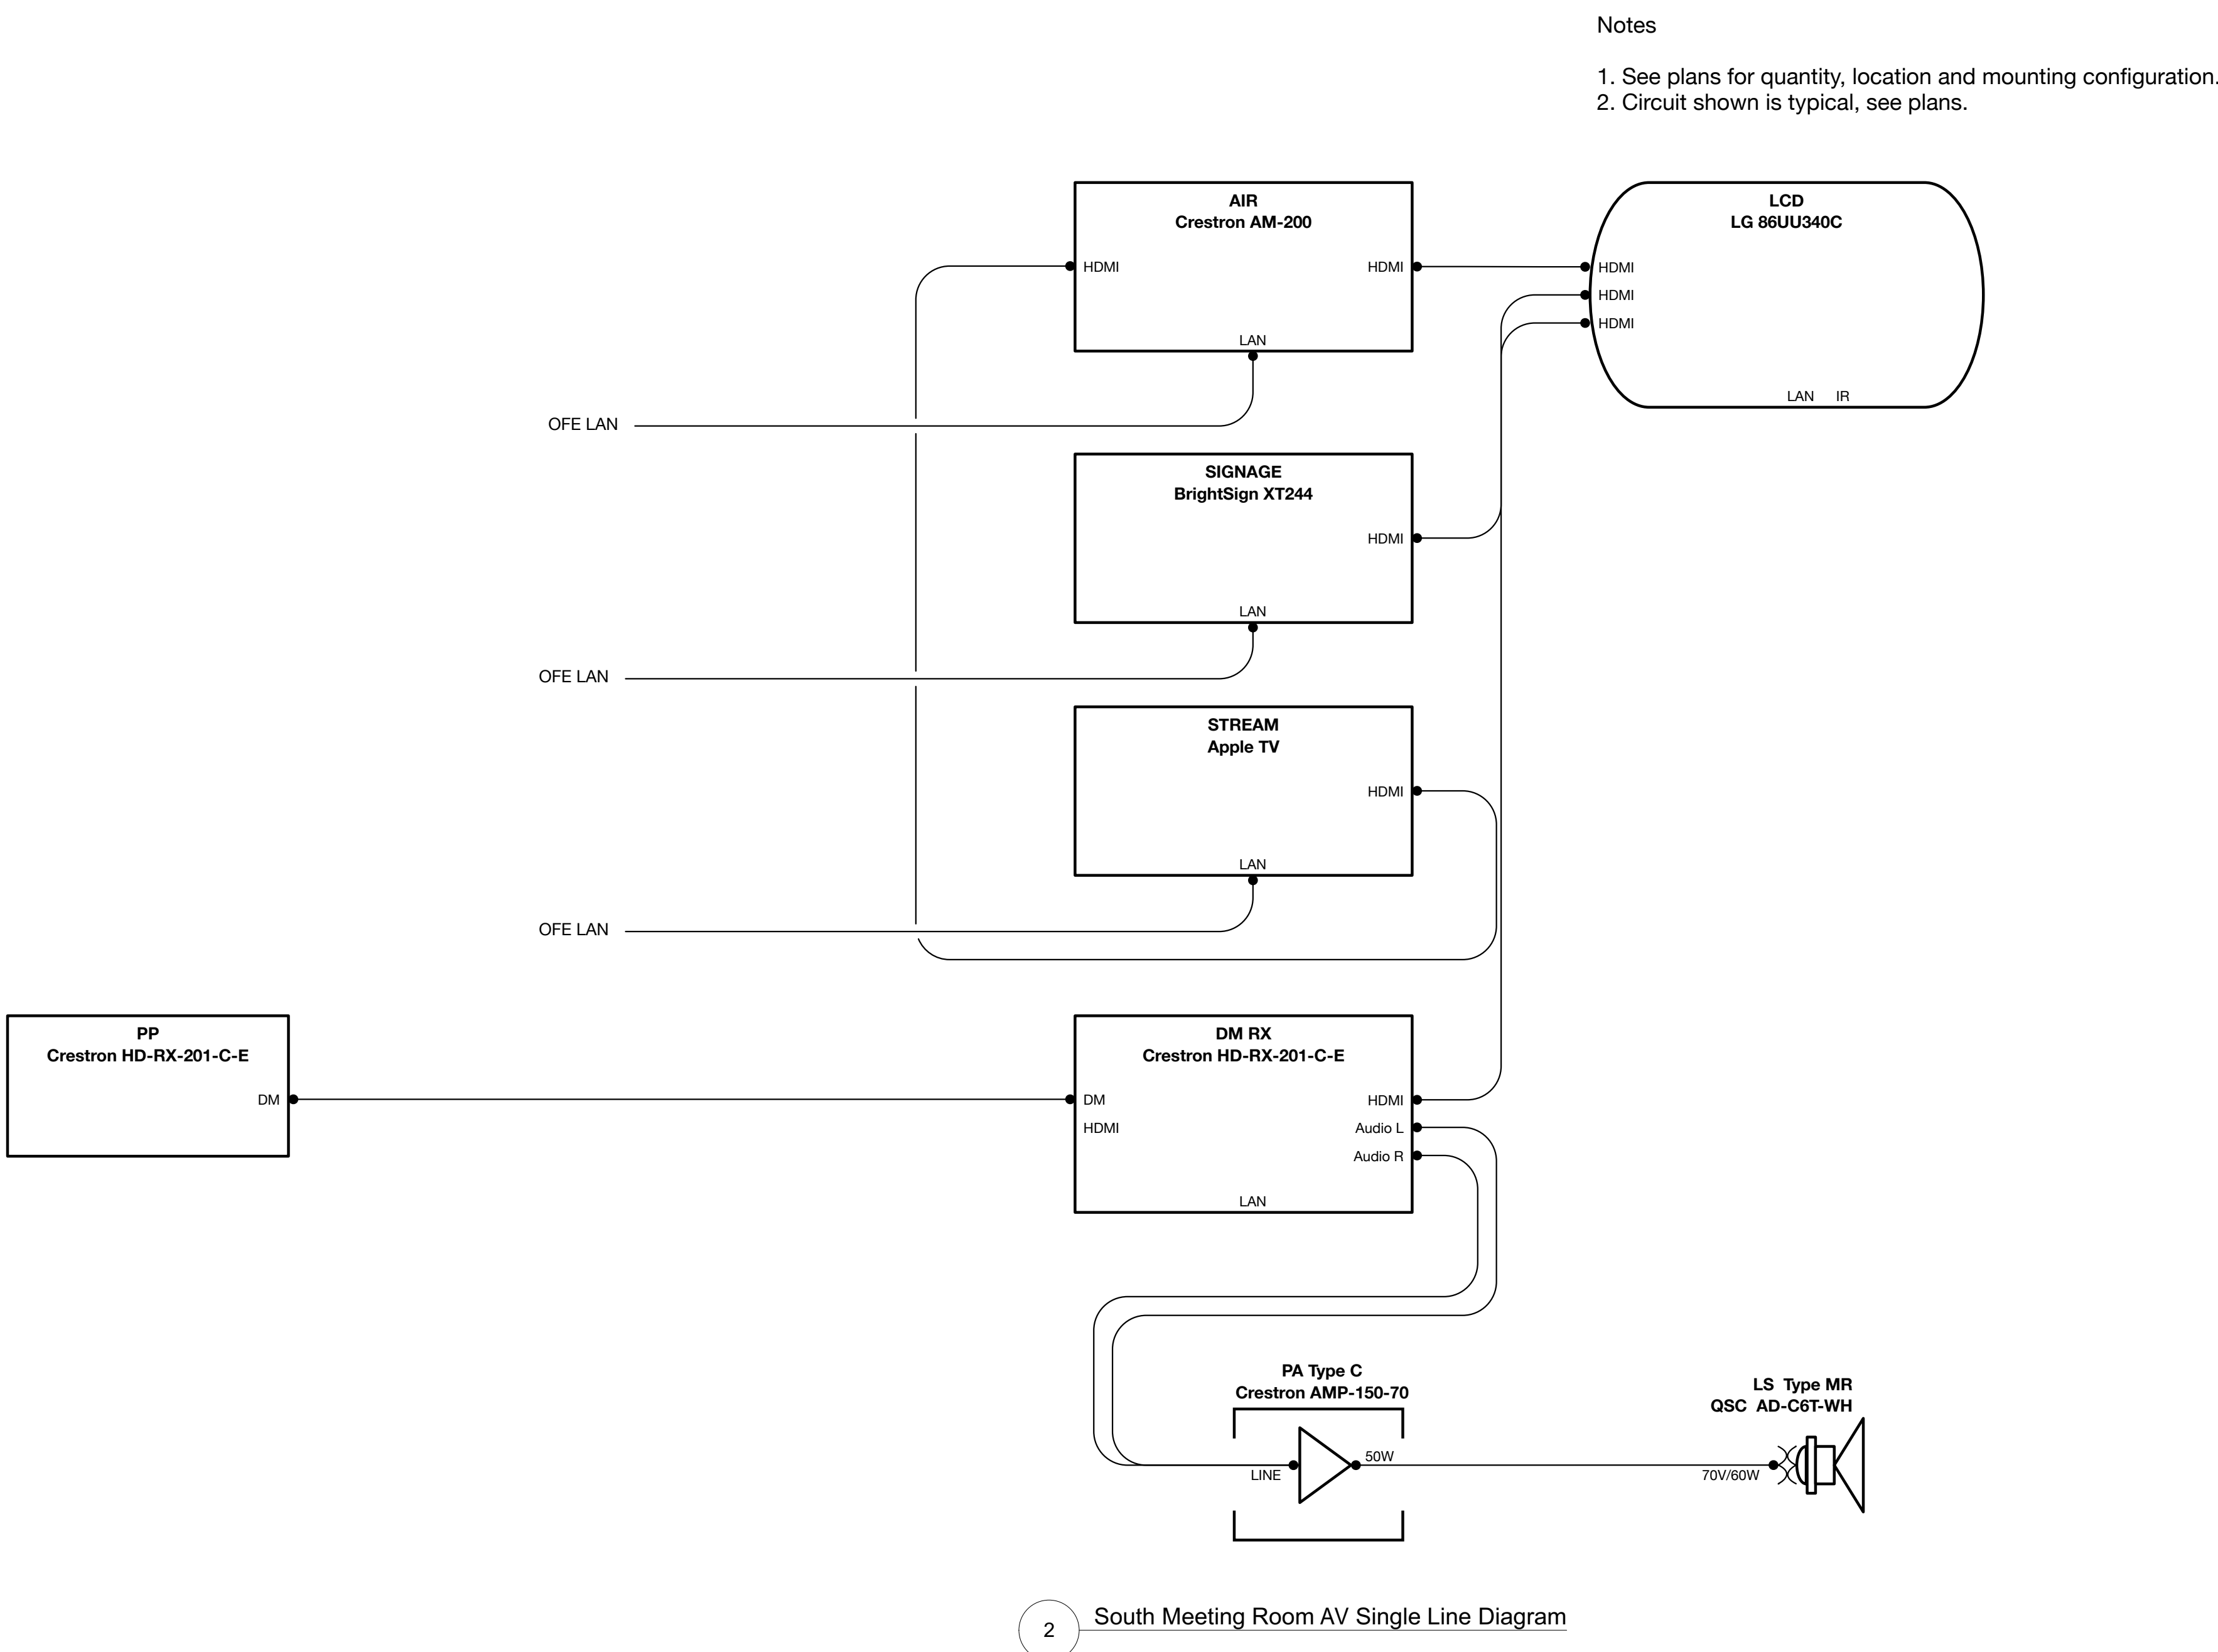 Notes
1. See plans for quantity, location and mounting configuration.
2. Circuit shown is typical, see plans.
AIR
Crestron AM-200
HDMI
HDMI
LAN
LCD
LG 86UU340C
HDMI
HDMI
HDMI
LAN
IR
OFE LAN
SIGNAGE
BrightSign XT244
HDMI
LAN
OFE LAN
STREAM
Apple TV
HDMI
LAN
OFE LAN
PP
Crestron HD-RX-201-C-E
DM
DM RX
Crestron HD-RX-201-C-E
DM
HDMI
HDMI
Audio L
Audio R
LAN
PA Type C
Crestron AMP-150-70
LINE
50W
LS Type MR
QSC AD-C6T-WH
70V/60W
2
South Meeting Room AV Single Line Diagram